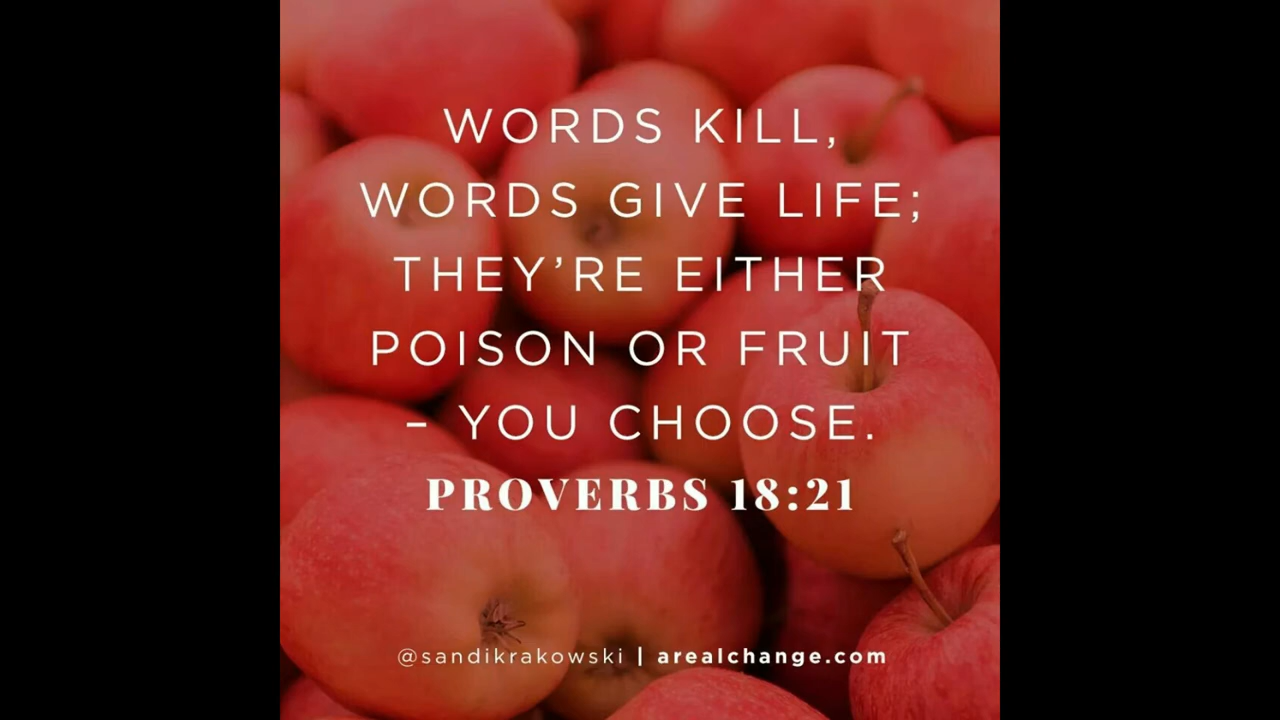 WORDS KILL,
WORDS GIVE LIFE;
THEY’RE EITHER
POISON OR FRUIT
– YOU CHOOSE.
PROVERBS 18:21
@sandikrakowski | arealchange.com